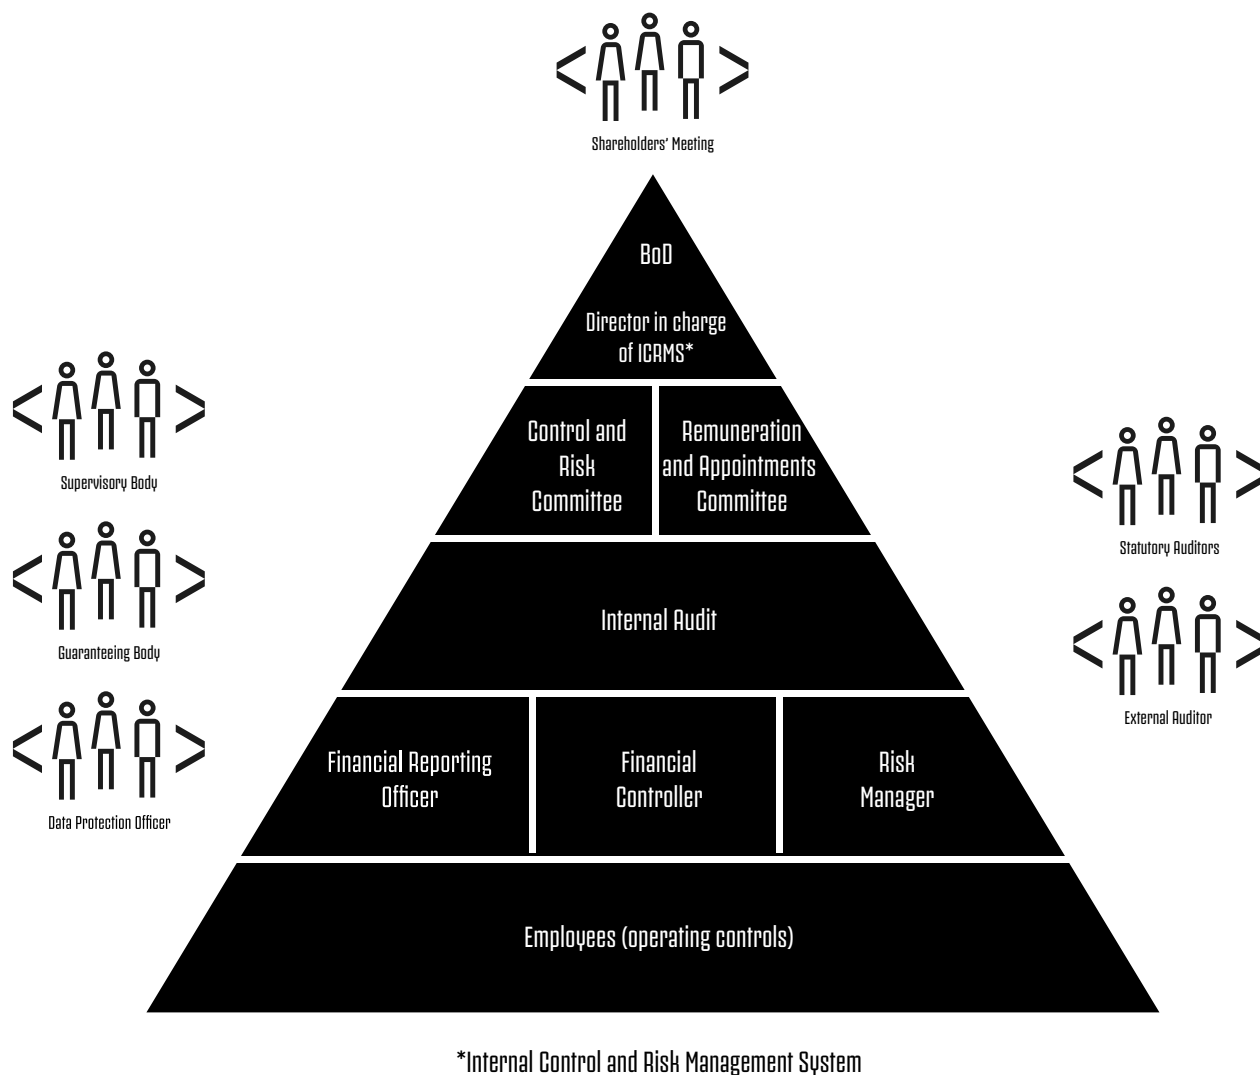 Shareholders' Meeting
BoD
Director in charge
of ICRMS*
Control and
Risk
Committee
Remuneration
and Appointments
Committee
Internal Audit
Financial Reporting
Officer
Financial
Controller
Risk
Manager
Employees (operating controls)
Supervisory Body
Guaranteeing Body
Data Protection Officer
Statutory Auditors
External Auditor
*Internal Control and Risk Management System